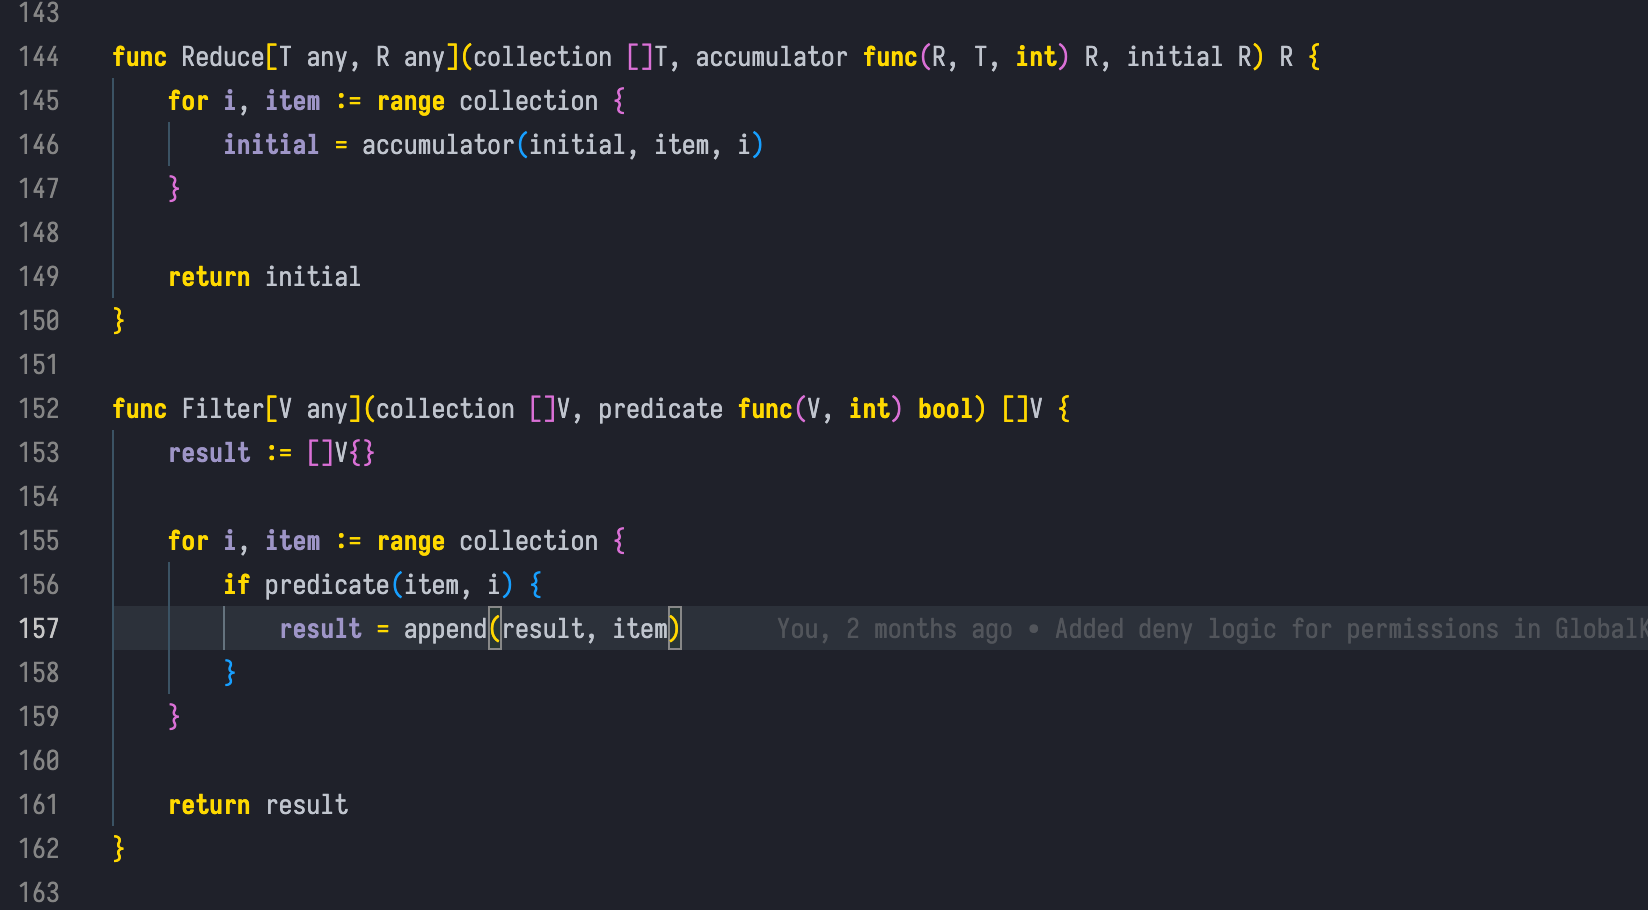 143
144 func Reduce[T any, R any](collection []T, accumulator func(R, T, int) R, initial R) R {
145 for i, item := range collection {
146 initial = accumulator(initial, item, i)
147 }
148
149 return initial
150 }
151
152 func Filter[V any](collection []V, predicate func(V, int) bool) []V {
153 result := []V{}
154
155 for i, item := range collection {
156 if predicate(item, i) {
157 result = append(result, item) You, 2 months ago • Added deny logic for permissions in GlobalK
158 }
159 }
160
161 return result
162 }
163